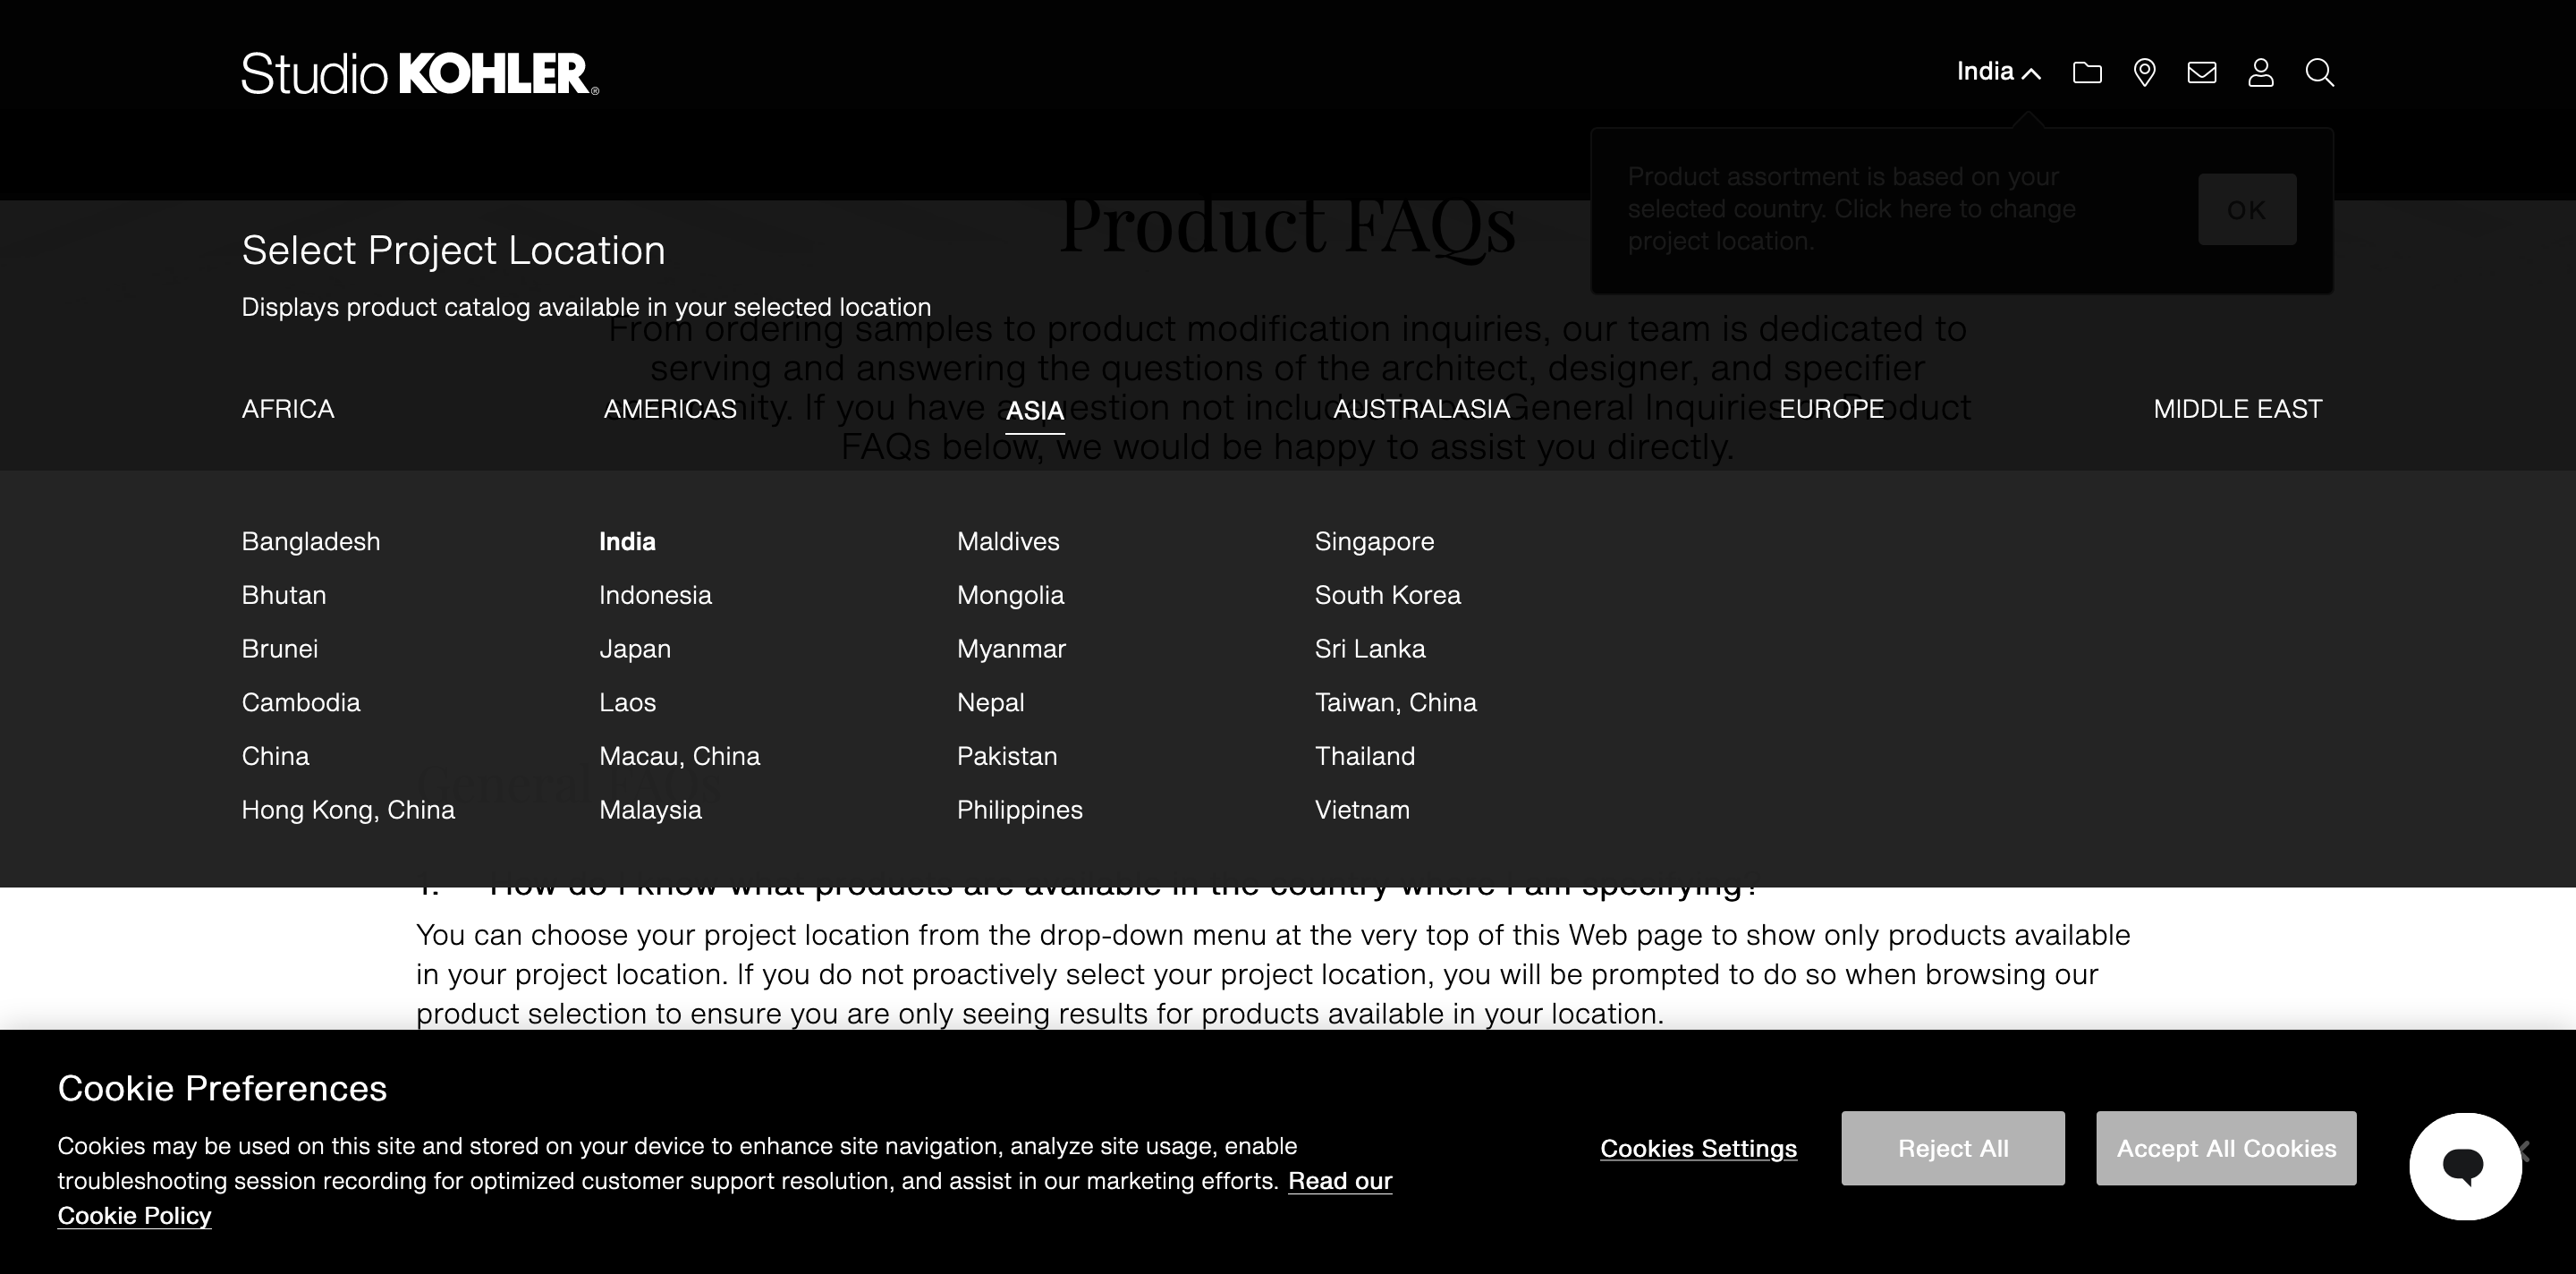 Studio KOHLER®
India
Product assortment is based on your
selected country. Click here to change
project location.
OK
Product FAQs
Select Project Location
Displays product catalog available in your selected location
From ordering samples to product modification inquiries, our team is dedicated to
serving and answering the questions of the architect, designer, and specifier
nity. If you have a question not includ General Inquiries Product
FAQs below, we would be happy to assist you directly.
AFRICA
AMERICAS
ASIA
AUSTRALASIA
EUROPE
MIDDLE EAST
Bangladesh
Bhutan
Brunei
Cambodia
China
Hong Kong, China
India
Indonesia
Japan
Laos
Macau, China
Malaysia
Maldives
Mongolia
Myanmar
Nepal
Pakistan
Philippines
Singapore
South Korea
Sri Lanka
Taiwan, China
Thailand
Vietnam
General FAQs
1. How do I know what products are available in the country where I am specifying?
You can choose your project location from the drop-down menu at the very top of this Web page to show only products available
in your project location. If you do not proactively select your project location, you will be prompted to do so when browsing our
product selection to ensure you are only seeing results for products available in your location.
Cookie Preferences
Cookies may be used on this site and stored on your device to enhance site navigation, analyze site usage, enable
troubleshooting session recording for optimized customer support resolution, and assist in our marketing efforts. Read our
Cookie Policy
Cookies Settings
Reject All
Accept All Cookies